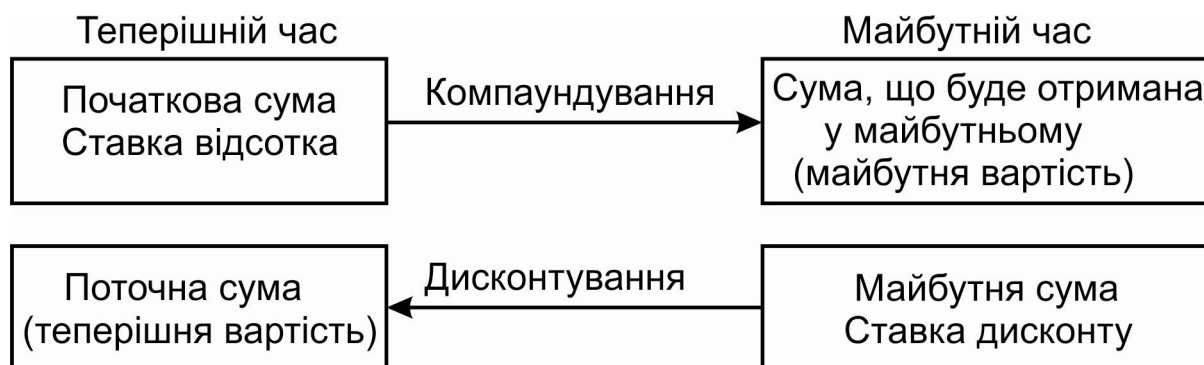 Теперішній час
Майбутній час
Початкова сума
Ставка відсотка
Компаундування
Сума, що буде отримана
у майбутньому
(майбутня вартість)
Поточна сума
(теперішня вартість)
Дисконтування
Майбутня сума
Ставка дисконту